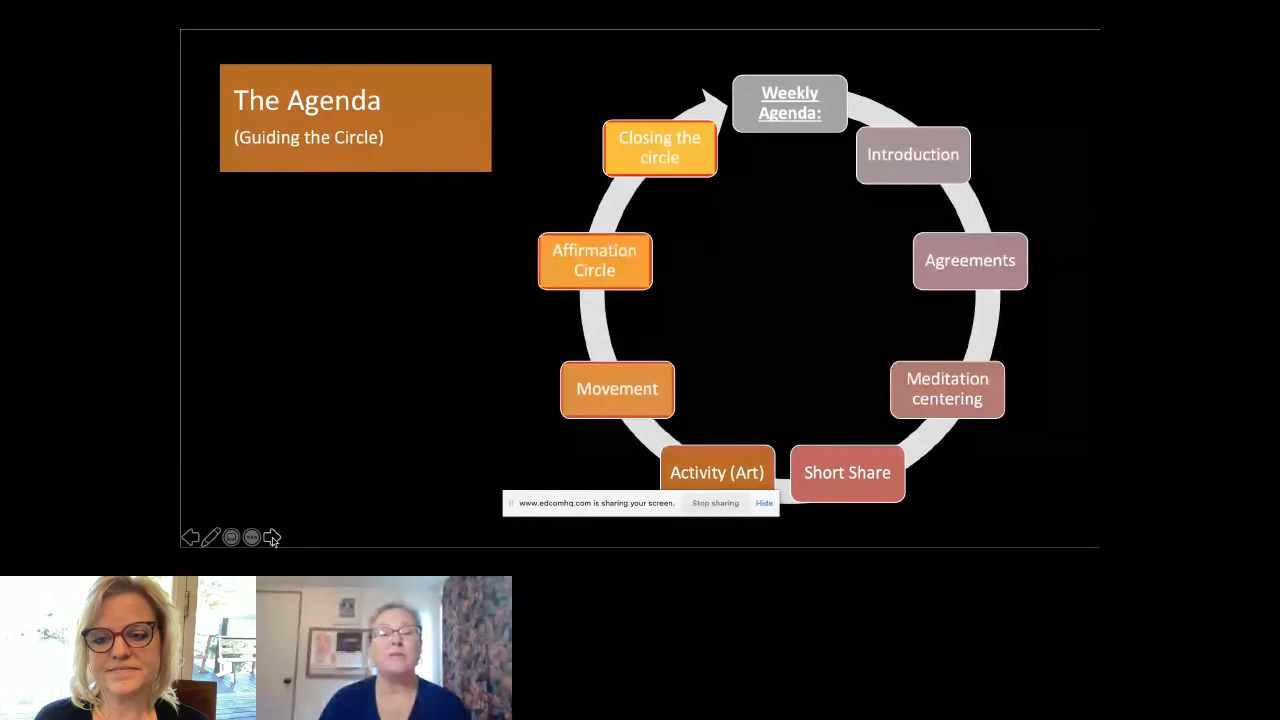 The Agenda
(Guiding the Circle)
Weekly
Agenda:
Introduction
Agreements
Meditation
centering
Short Share
Activity (Art)
Movement
Affirmation
Circle
Closing the
circle
www.edcomhq.com is sharing your screen.
Stop sharing
Hide